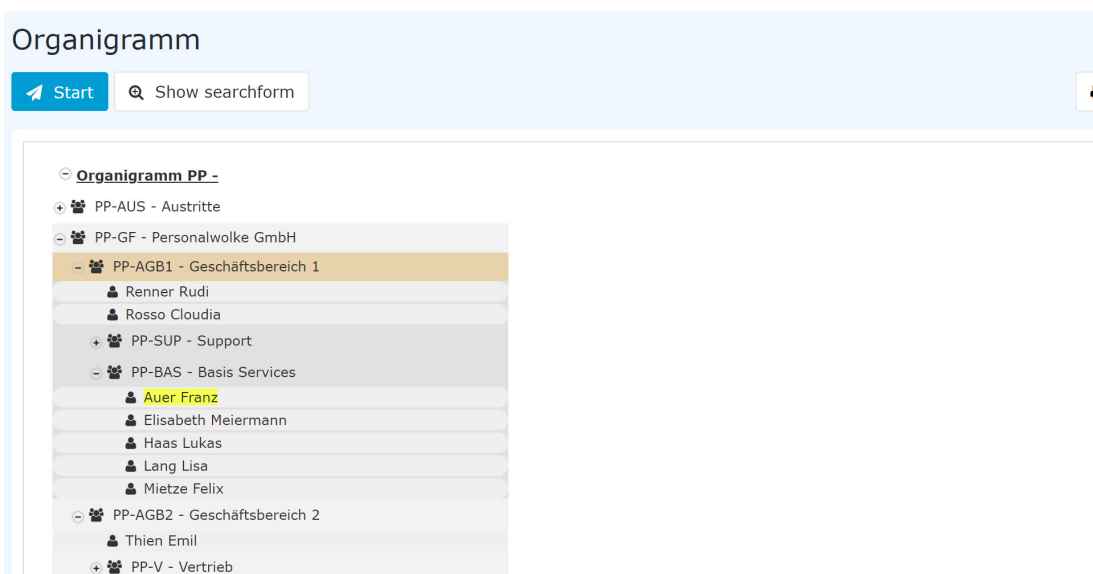 Organigramm
Start
Show searchform
Organigramm PP -
PP-AUS - Austritte
PP-GF - Personalwolke GmbH
PP-AGB1 - Geschäftsbereich 1
Renner Rudi
Rosso Cloudia
PP-SUP - Support
PP-BAS - Basis Services
Auer Franz
Elisabeth Meiermann
Haas Lukas
Lang Lisa
Mietze Felix
PP-AGB2 - Geschäftsbereich 2
Thien Emil
PP-V - Vertrieb